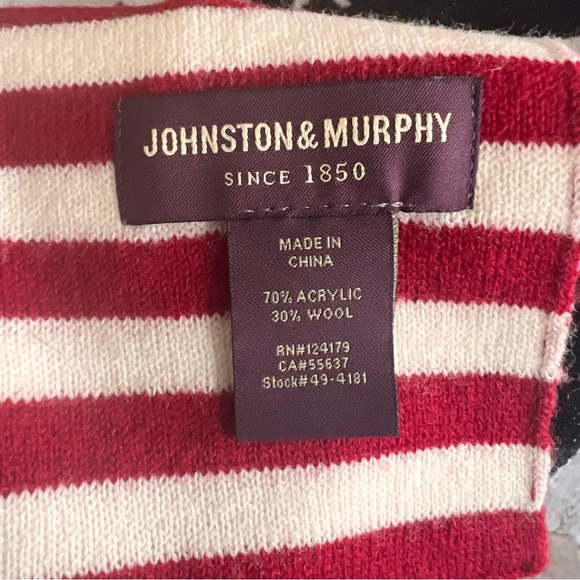 JOHNSTON & MURPHY
SINCE 1850
MADE IN
CHINA
70% ACRYLIC
30% WOOL
RN#124179
CA#55637
Stock#49-4181